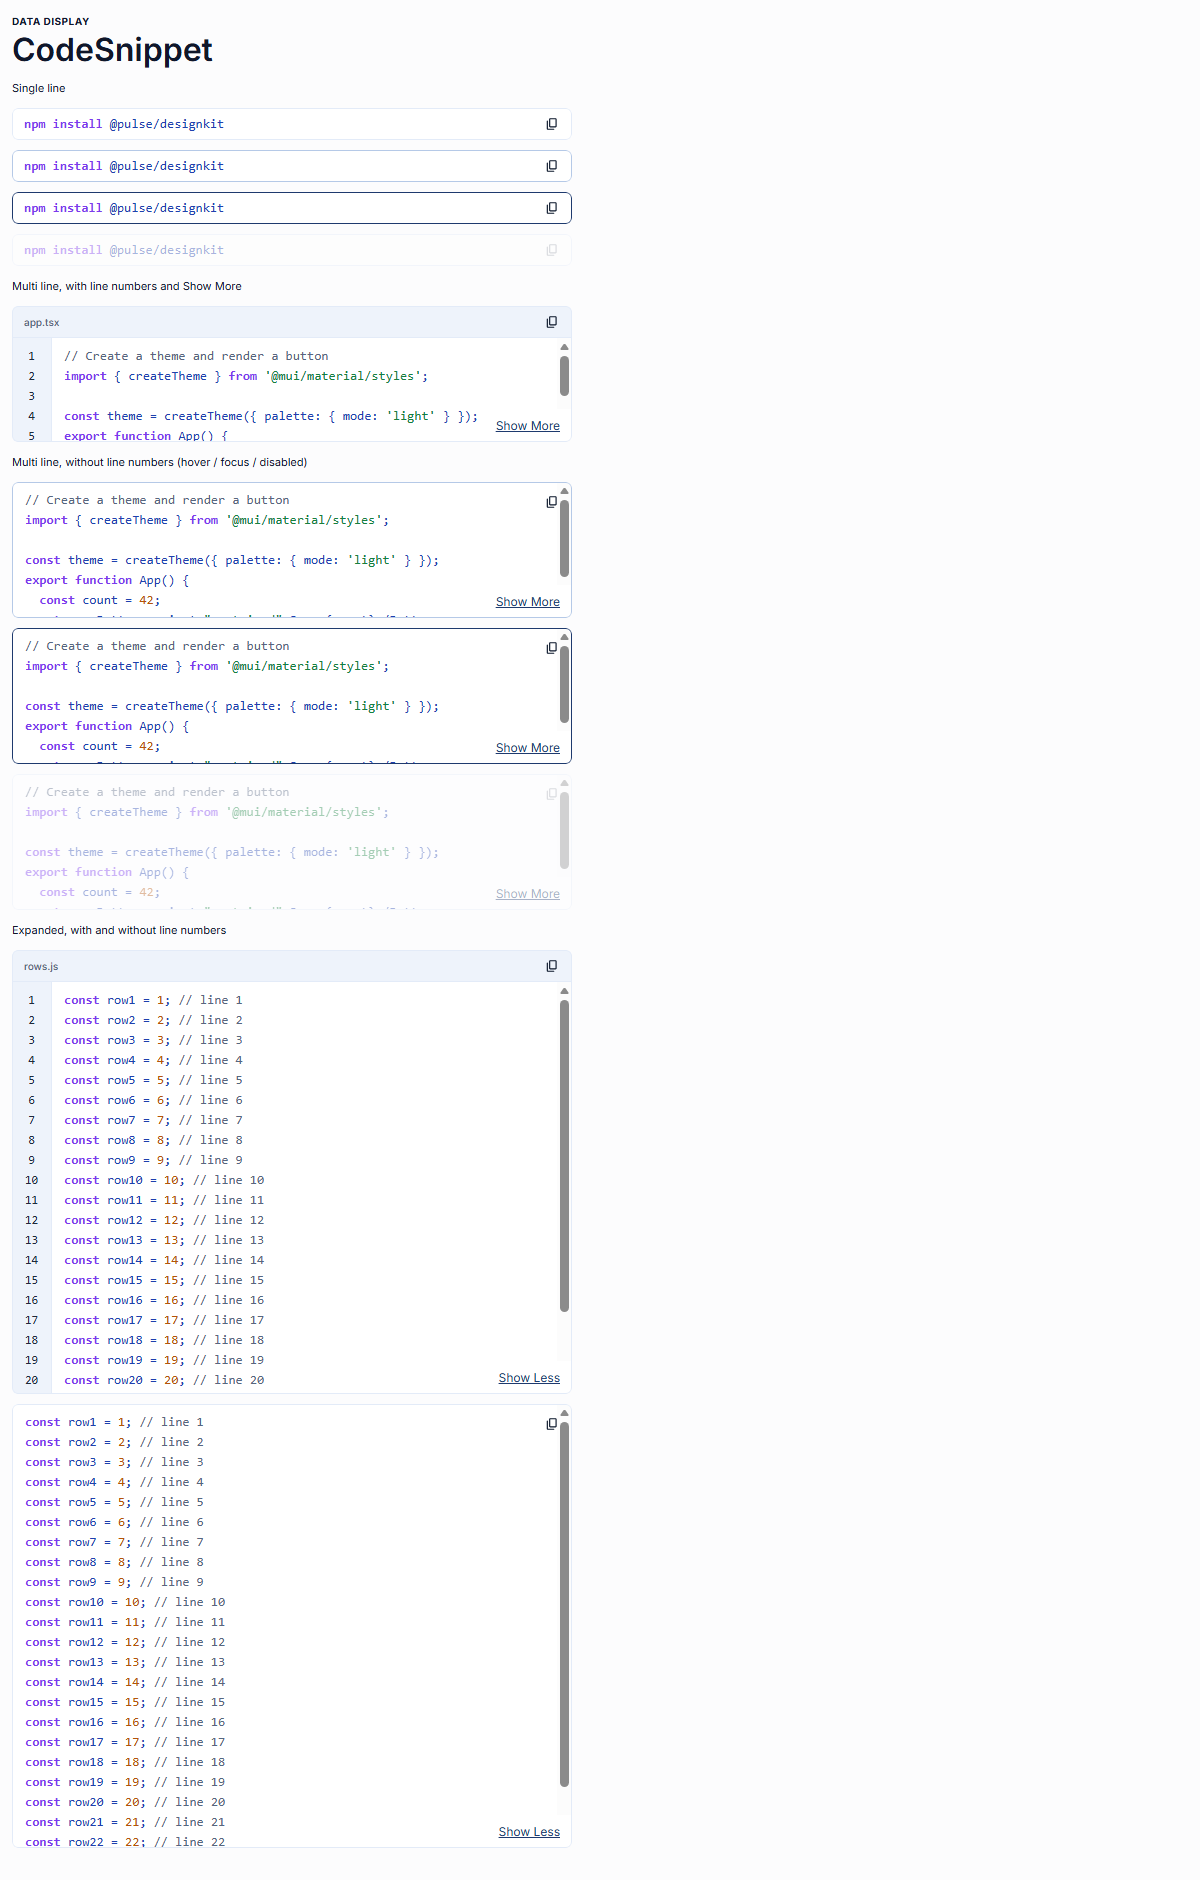 DATA DISPLAY
CodeSnippet
Single line
npm install @pulse/designkit
npm install @pulse/designkit
npm install @pulse/designkit
npm install @pulse/designkit
Multi line, with line numbers and Show More
app.tsx
1 // Create a theme and render a button
2 import { createTheme } from '@mui/material/styles';
3
4 const theme = createTheme({ palette: { mode: 'light' } });
Show More
5 export function App() {
Multi line, without line numbers (hover / focus / disabled)
// Create a theme and render a button
import { createTheme } from '@mui/material/styles';
const theme = createTheme({ palette: { mode: 'light' } });
export function App() {
const count = 42;
Show More
// Create a theme and render a button
import { createTheme } from '@mui/material/styles';
const theme = createTheme({ palette: { mode: 'light' } });
export function App() {
const count = 42;
Show More
// Create a theme and render a button
import { createTheme } from '@mui/material/styles';
const theme = createTheme({ palette: { mode: 'light' } });
export function App() {
const count = 42;
Show More
Expanded, with and without line numbers
rows.js
1 const row1 = 1; // line 1
2 const row2 = 2; // line 2
3 const row3 = 3; // line 3
4 const row4 = 4; // line 4
5 const row5 = 5; // line 5
6 const row6 = 6; // line 6
7 const row7 = 7; // line 7
8 const row8 = 8; // line 8
9 const row9 = 9; // line 9
10 const row10 = 10; // line 10
11 const row11 = 11; // line 11
12 const row12 = 12; // line 12
13 const row13 = 13; // line 13
14 const row14 = 14; // line 14
15 const row15 = 15; // line 15
16 const row16 = 16; // line 16
17 const row17 = 17; // line 17
18 const row18 = 18; // line 18
19 const row19 = 19; // line 19
20 const row20 = 20; // line 20
Show Less
const row1 = 1; // line 1
const row2 = 2; // line 2
const row3 = 3; // line 3
const row4 = 4; // line 4
const row5 = 5; // line 5
const row6 = 6; // line 6
const row7 = 7; // line 7
const row8 = 8; // line 8
const row9 = 9; // line 9
const row10 = 10; // line 10
const row11 = 11; // line 11
const row12 = 12; // line 12
const row13 = 13; // line 13
const row14 = 14; // line 14
const row15 = 15; // line 15
const row16 = 16; // line 16
const row17 = 17; // line 17
const row18 = 18; // line 18
const row19 = 19; // line 19
const row20 = 20; // line 20
const row21 = 21; // line 21
Show Less
const row22 = 22; // line 22